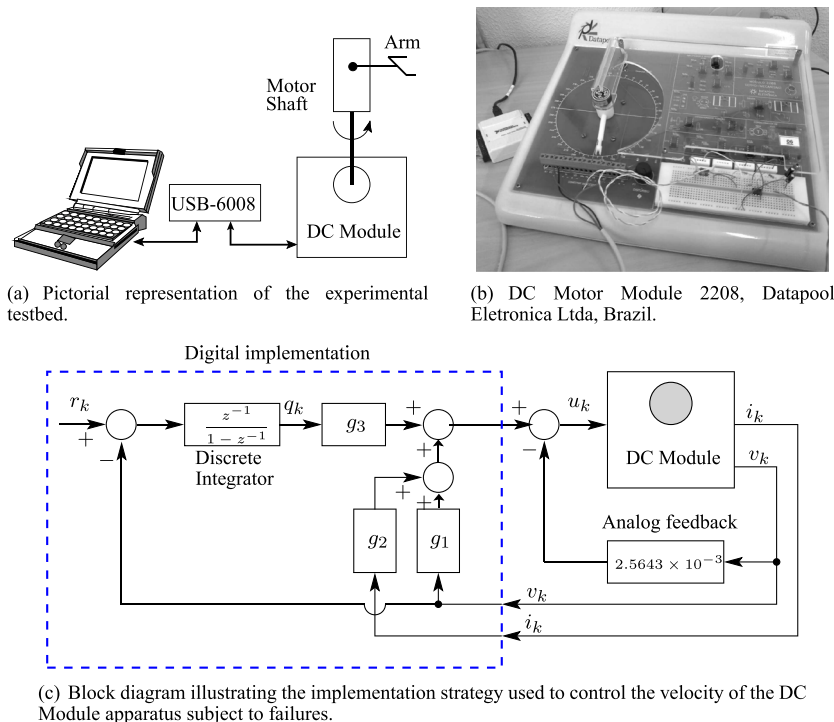 Arm
Motor
Shaft
USB-6008
DC Module
Datapool
(a) Pictorial representation of the experimental
testbed.
(b) DC Motor Module 2208, Datapool
Eletronica Ltda, Brazil.
Digital implementation
r_k
+
−
z^{-1}
1 − z^{-1}
Discrete
Integrator
q_k
g_3
+
+
+
+
g_2
g_1
+
−
u_k
DC Module
i_k
v_k
Analog feedback
2.5643 × 10^{-3}
v_k
i_k
(c) Block diagram illustrating the implementation strategy used to control the velocity of the DC
Module apparatus subject to failures.